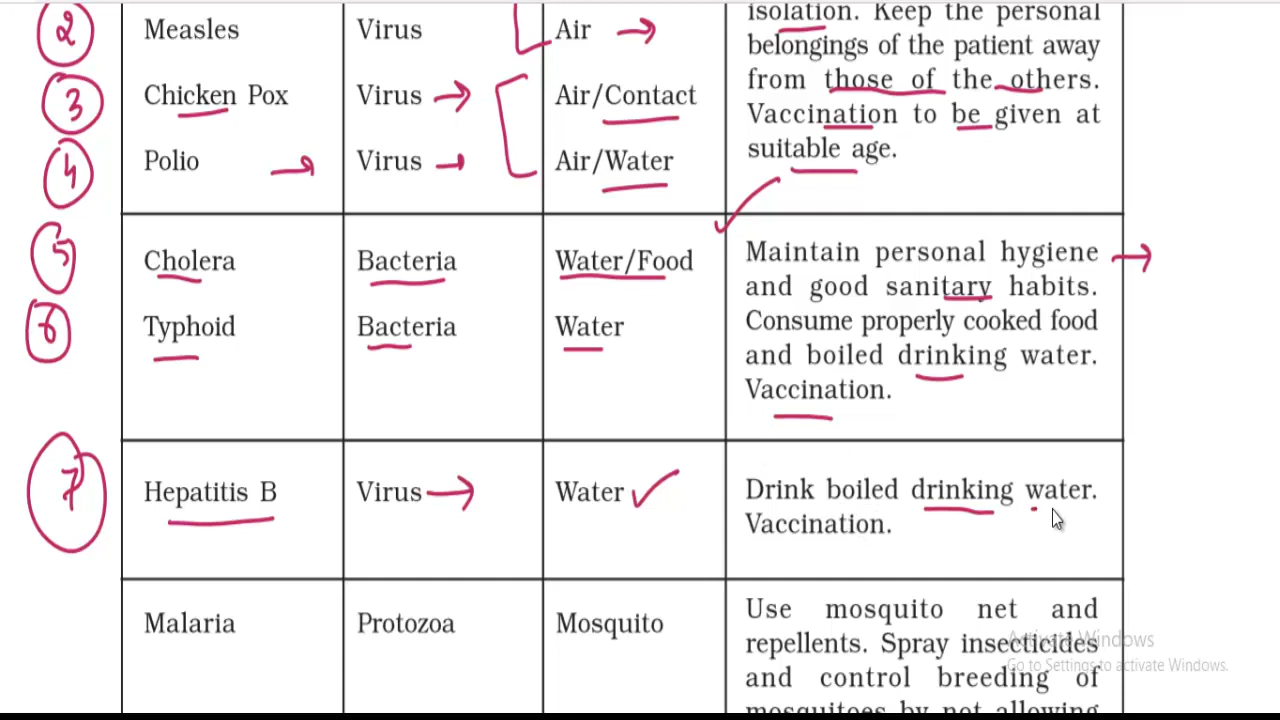 isolation. Keep the personal
2 Measles Virus Air
belongings of the patient away
from those of the others.
3 Chicken Pox Virus Air/Contact
Vaccination to be given at
suitable age.
4 Polio Virus Air/Water
5 Cholera Bacteria Water/Food Maintain personal hygiene
and good sanitary habits.
6 Typhoid Bacteria Water Consume properly cooked food
and boiled drinking water.
Vaccination.
7 Hepatitis B Virus Water Drink boiled drinking water.
Vaccination.
Malaria Protozoa Mosquito Use mosquito net and
repellents. Spray insecticides
and control breeding of
mosquitoes by not allowing
Activate Windows
Go to Settings to activate Windows.